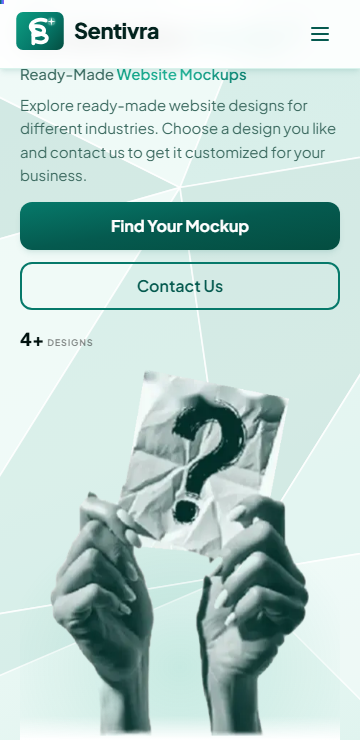 Sentivra
Ready-Made Website Mockups
Explore ready-made website designs for
different industries. Choose a design you like
and contact us to get it customized for your
business.
Find Your Mockup
Contact Us
4+ DESIGNS
?